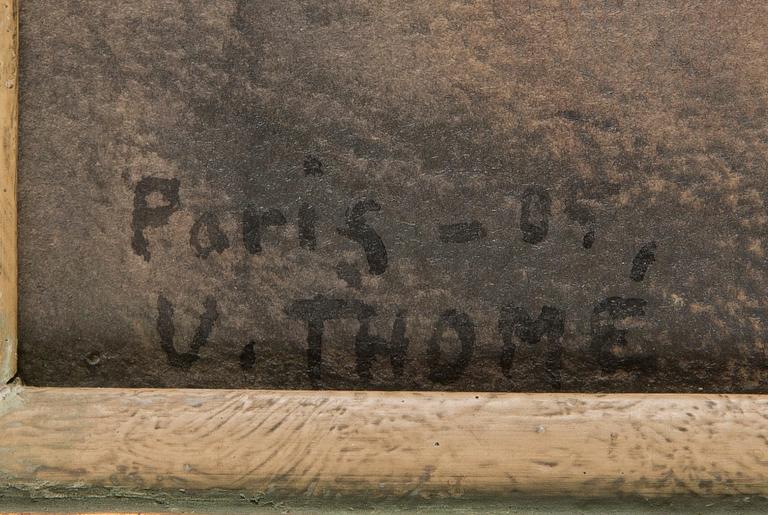 Paris - 05,
V. THOMÉ